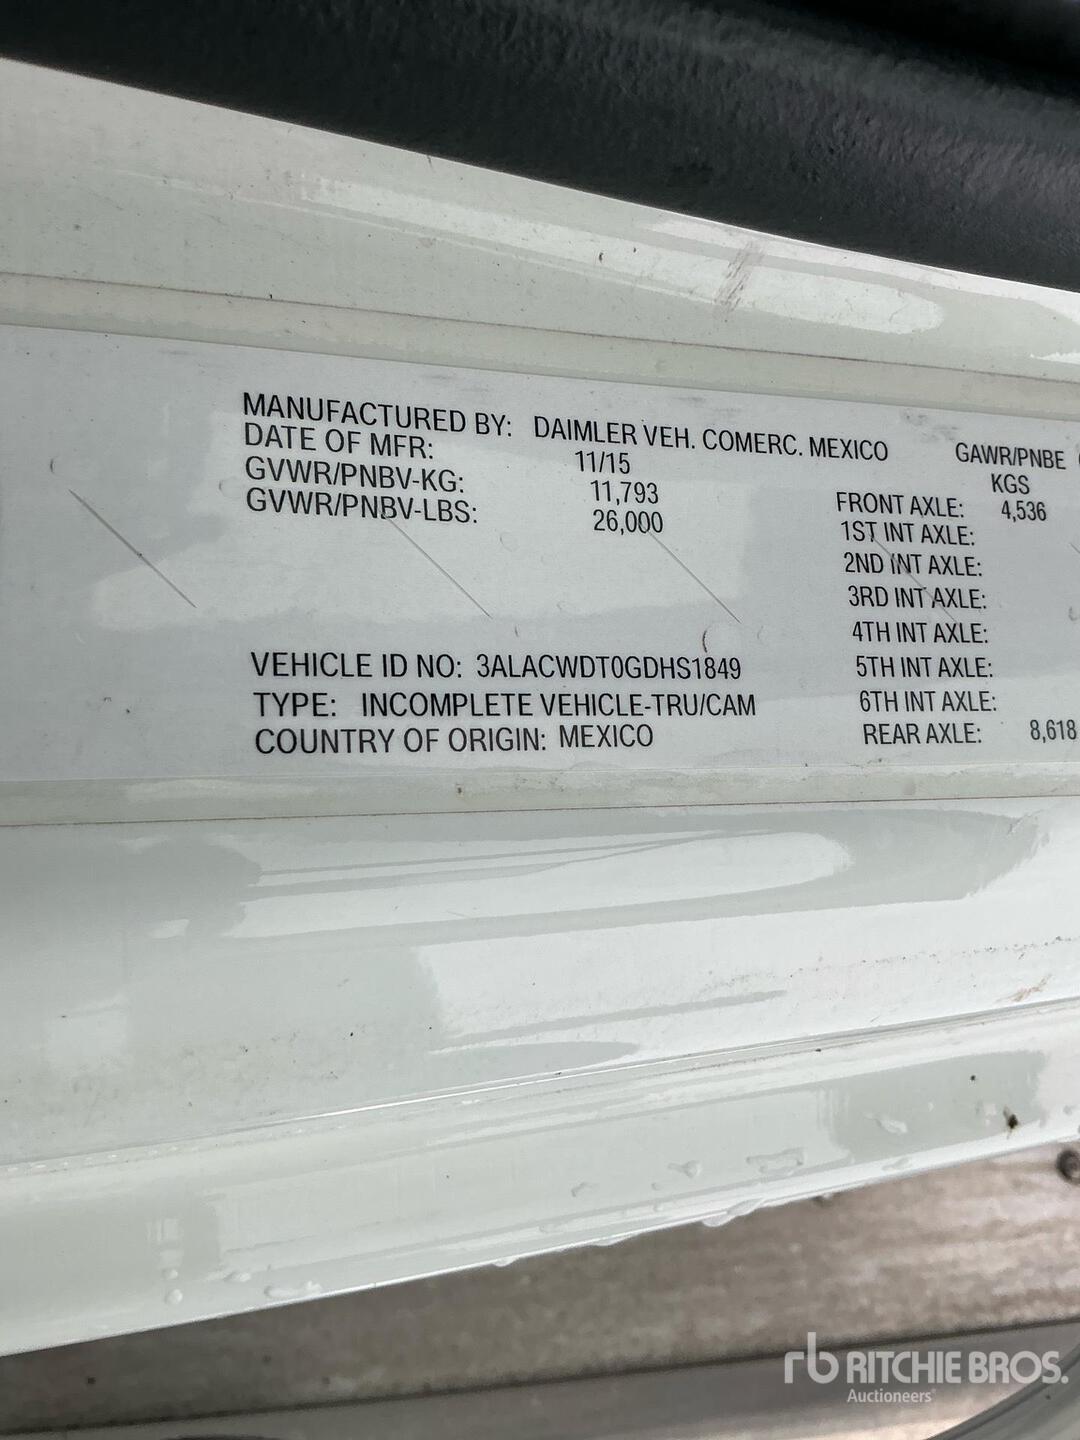 MANUFACTURED BY: DAIMLER VEH. COMERC. MEXICO
DATE OF MFR: 11/15
GVWR/PNBV-KG: 11,793
GVWR/PNBV-LBS: 26,000
VEHICLE ID NO: 3ALACWDT0GDHS1849
TYPE: INCOMPLETE VEHICLE-TRU/CAM
COUNTRY OF ORIGIN: MEXICO
GAWR/PNBE
KGS
FRONT AXLE: 4,536
1ST INT AXLE:
2ND INT AXLE:
3RD INT AXLE:
4TH INT AXLE:
5TH INT AXLE:
6TH INT AXLE:
REAR AXLE: 8,618
rb RITCHIE BROS.
Auctioneers